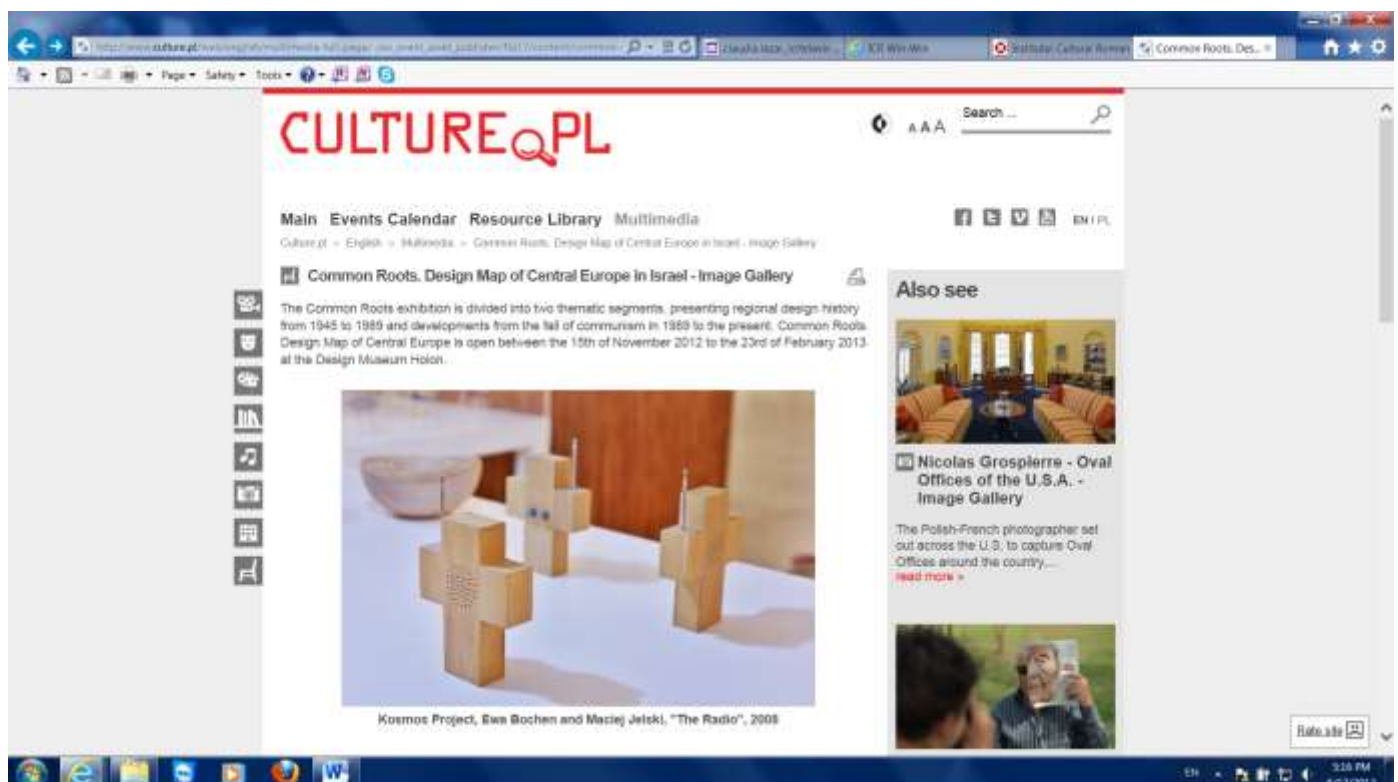 Page Safety Tools
Common Roots. Des...
CULTURE PL
A A A
Search ...
Main Events Calendar Resource Library Multimedia
EN / PL
Culture.pl » English » Multimedia » Common Roots. Design Map of Central Europe in Israel - Image Gallery
Common Roots. Design Map of Central Europe in Israel - Image Gallery
The Common Roots exhibition is divided into two thematic segments, presenting regional design history
from 1945 to 1989 and developments from the fall of communism in 1989 to the present. Common Roots.
Design Map of Central Europe is open between the 15th of November 2012 to the 23rd of February 2013
at the Design Museum Holon.
Kosmos Project, Ewa Bochen and Maciej Jelski, "The Radio", 2008
Also see
Nicolas Grospierre - Oval
Offices of the U.S.A. -
Image Gallery
The Polish-French photographer set
out across the U.S. to capture Oval
Offices around the country,...
read more »
Rate site
EN
5:16 PM